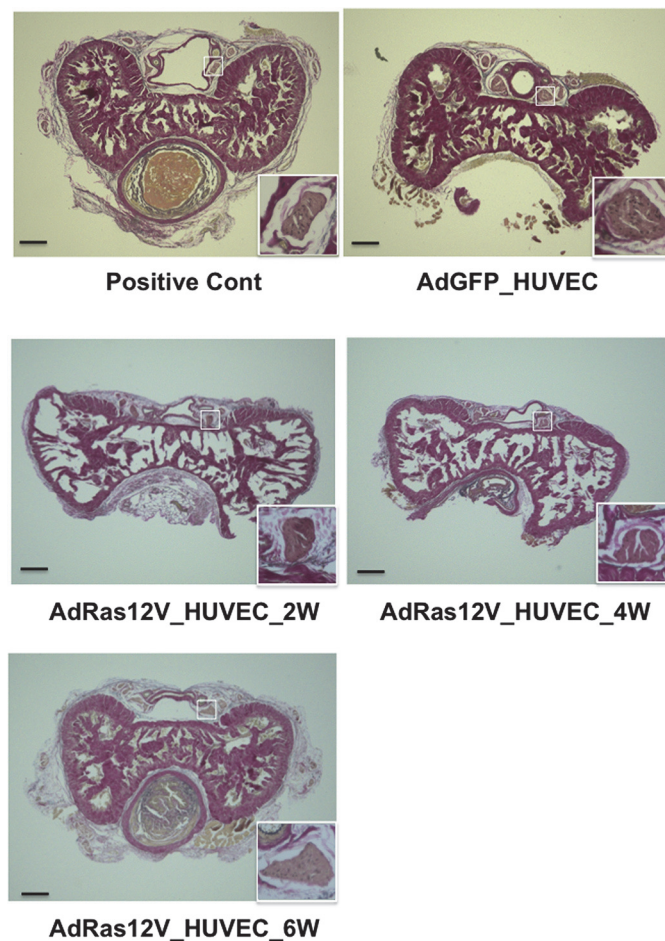 Positive Cont
AdGFP_HUVEC
AdRas12V_HUVEC_2W
AdRas12V_HUVEC_4W
AdRas12V_HUVEC_6W